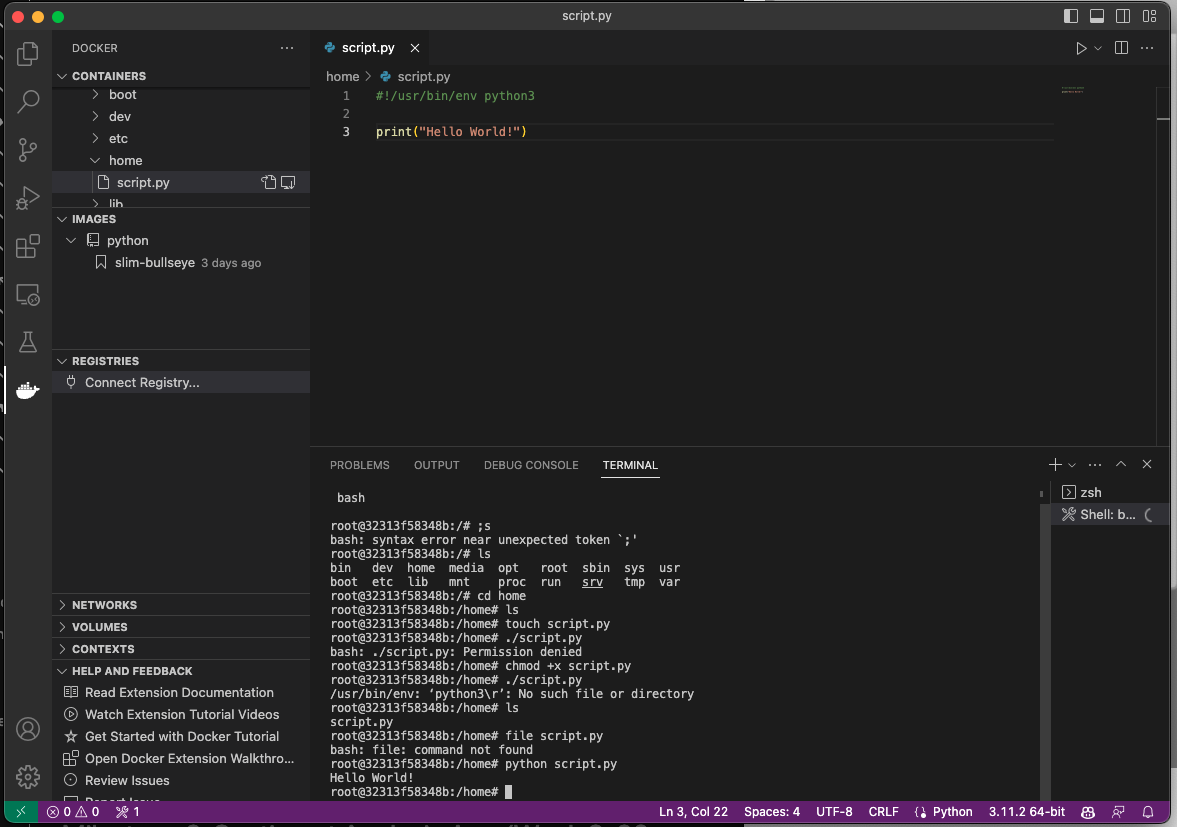 script.py
DOCKER
CONTAINERS
boot
dev
etc
home
script.py
lib
IMAGES
python
slim-bullseye 3 days ago
REGISTRIES
Connect Registry...
NETWORKS
VOLUMES
CONTEXTS
HELP AND FEEDBACK
Read Extension Documentation
Watch Extension Tutorial Videos
Get Started with Docker Tutorial
Open Docker Extension Walkthro...
Review Issues
Report Issue
script.py
home > script.py
1 #!/usr/bin/env python3
2
3 print("Hello World!")
PROBLEMS OUTPUT DEBUG CONSOLE TERMINAL
bash
root@32313f58348b:/# ;s
bash: syntax error near unexpected token `;'
root@32313f58348b:/# ls
bin dev home media opt root sbin sys usr
boot etc lib mnt proc run srv tmp var
root@32313f58348b:/# cd home
root@32313f58348b:/home# ls
root@32313f58348b:/home# touch script.py
root@32313f58348b:/home# ./script.py
bash: ./script.py: Permission denied
root@32313f58348b:/home# chmod +x script.py
root@32313f58348b:/home# ./script.py
/usr/bin/env: ‘python3\r’: No such file or directory
root@32313f58348b:/home# ls
script.py
root@32313f58348b:/home# file script.py
bash: file: command not found
root@32313f58348b:/home# python script.py
Hello World!
root@32313f58348b:/home#
zsh
Shell: b...
0 0 1
Ln 3, Col 22 Spaces: 4 UTF-8 CRLF Python 3.11.2 64-bit